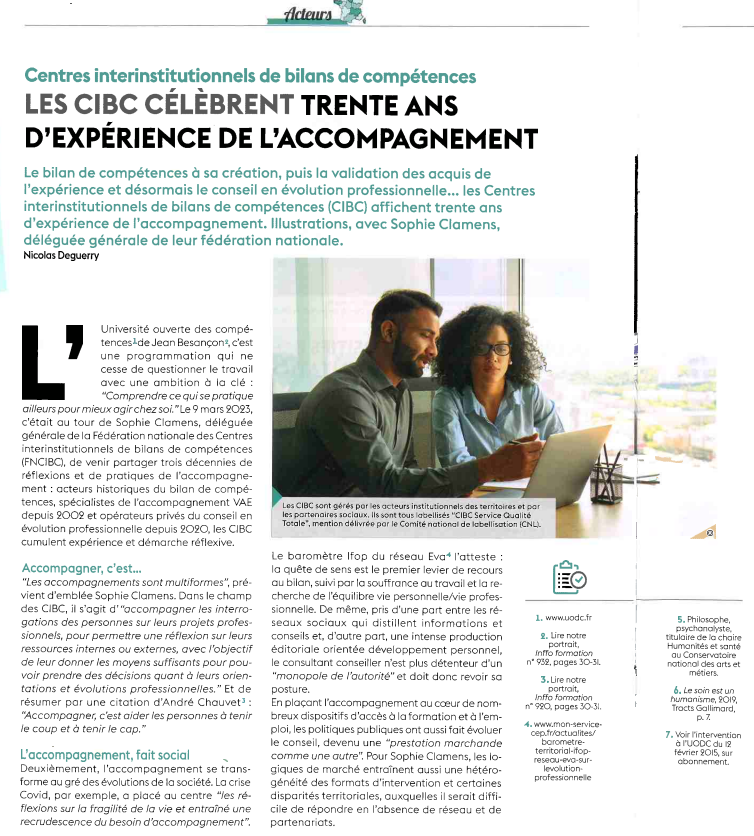 Acteurs
Centres interinstitutionnels de bilans de compétences
LES CIBC CÉLÈBRENT TRENTE ANS
D'EXPÉRIENCE DE L'ACCOMPAGNEMENT
Le bilan de compétences à sa création, puis la validation des acquis de
l'expérience et désormais le conseil en évolution professionnelle... les Centres
interinstitutionnels de bilans de compétences (CIBC) affichent trente ans
d'expérience de l'accompagnement. Illustrations, avec Sophie Clamens,
déléguée générale de leur fédération nationale.
Nicolas Deguerry
L'Université ouverte des compé-
tences1 de Jean Besançon2, c'est
une programmation qui ne
cesse de questionner le travail
avec une ambition à la clé :
"Comprendre ce qui se pratique
ailleurs pour mieux agir chez soi." Le 9 mars 2023,
c'était au tour de Sophie Clamens, déléguée
générale de la Fédération nationale des Centres
interinstitutionnels de bilans de compétences
(FNCIBC), de venir partager trois décennies de
réflexions et de pratiques de l'accompagne-
ment : acteurs historiques du bilan de compé-
tences, spécialistes de l'accompagnement VAE
depuis 2002 et opérateurs privés du conseil en
évolution professionnelle depuis 2020, les CIBC
cumulent expérience et démarche réflexive.
Accompagner, c'est...
"Les accompagnements sont multiformes", pré-
vient d'emblée Sophie Clamens. Dans le champ
des CIBC, il s'agit d'"accompagner les interro-
gations des personnes sur leurs projets profes-
sionnels, pour permettre une réflexion sur leurs
ressources internes ou externes, avec l'objectif
de leur donner les moyens suffisants pour pou-
voir prendre des décisions quant à leurs orien-
tations et évolutions professionnelles." Et de
résumer par une citation d'André Chauvet3 :
"Accompagner, c'est aider les personnes à tenir
le coup et à tenir le cap."
L'accompagnement, fait social
Deuxièmement, l'accompagnement se trans-
forme au gré des évolutions de la société. La crise
Covid, par exemple, a placé au centre "les ré-
flexions sur la fragilité de la vie et entraîné une
recrudescence du besoin d'accompagnement".
Les CIBC sont gérés par les acteurs institutionnels des territoires et par
les partenaires sociaux. Ils sont tous labellisés "CIBC Service Qualité
Totale", mention délivrée par le Comité national de labellisation (CNL).
Le baromètre Ifop du réseau Eva4 l'atteste :
la quête de sens est le premier levier de recours
au bilan, suivi par la souffrance au travail et la re-
cherche de l'équilibre vie personnelle/vie profes-
sionnelle. De même, pris d'une part entre les ré-
seaux sociaux qui distillent informations et
conseils et, d'autre part, une intense production
éditoriale orientée développement personnel,
le consultant conseiller n'est plus détenteur d'un
"monopole de l'autorité" et doit donc revoir sa
posture.
En plaçant l'accompagnement au cœur de nom-
breux dispositifs d'accès à la formation et à l'em-
ploi, les politiques publiques ont aussi fait évoluer
le conseil, devenu une "prestation marchande
comme une autre". Pour Sophie Clamens, les lo-
giques de marché entraînent aussi une hétéro-
généité des formats d'intervention et certaines
disparités territoriales, auxquelles il serait diffi-
cile de répondre en l'absence de réseau et de
partenariats.
1. www.uodc.fr
2. Lire notre
portrait,
Inffo formation
n° 932, pages 30-31.
3. Lire notre
portrait,
Inffo formation
n° 920, pages 30-31.
4. www.mon-service-
cep.fr/actualites/
barometre-
territorial-ifop-
reseau-eva-sur-
levolution-
professionnelle
5. Philosophe,
psychanalyste,
titulaire de la chaire
Humanités et santé
au Conservatoire
national des arts et
métiers.
6. Le soin est un
humanisme, 2019,
Tracts Gallimard,
p. 7.
7. Voir l'intervention
à l'UODC du 12
février 2015, sur
abonnement.